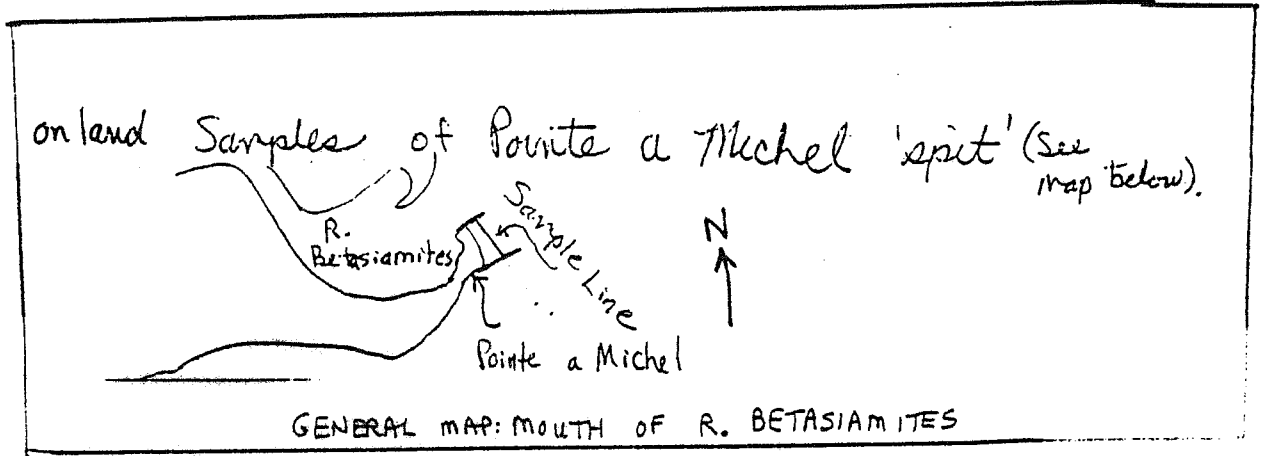 on land Samples of Pointe a Michel 'spit' (See map below).
R.
Betasiamites
Sample Line
N
Pointe a Michel
GENERAL MAP: MOUTH OF R. BETASIAMITES